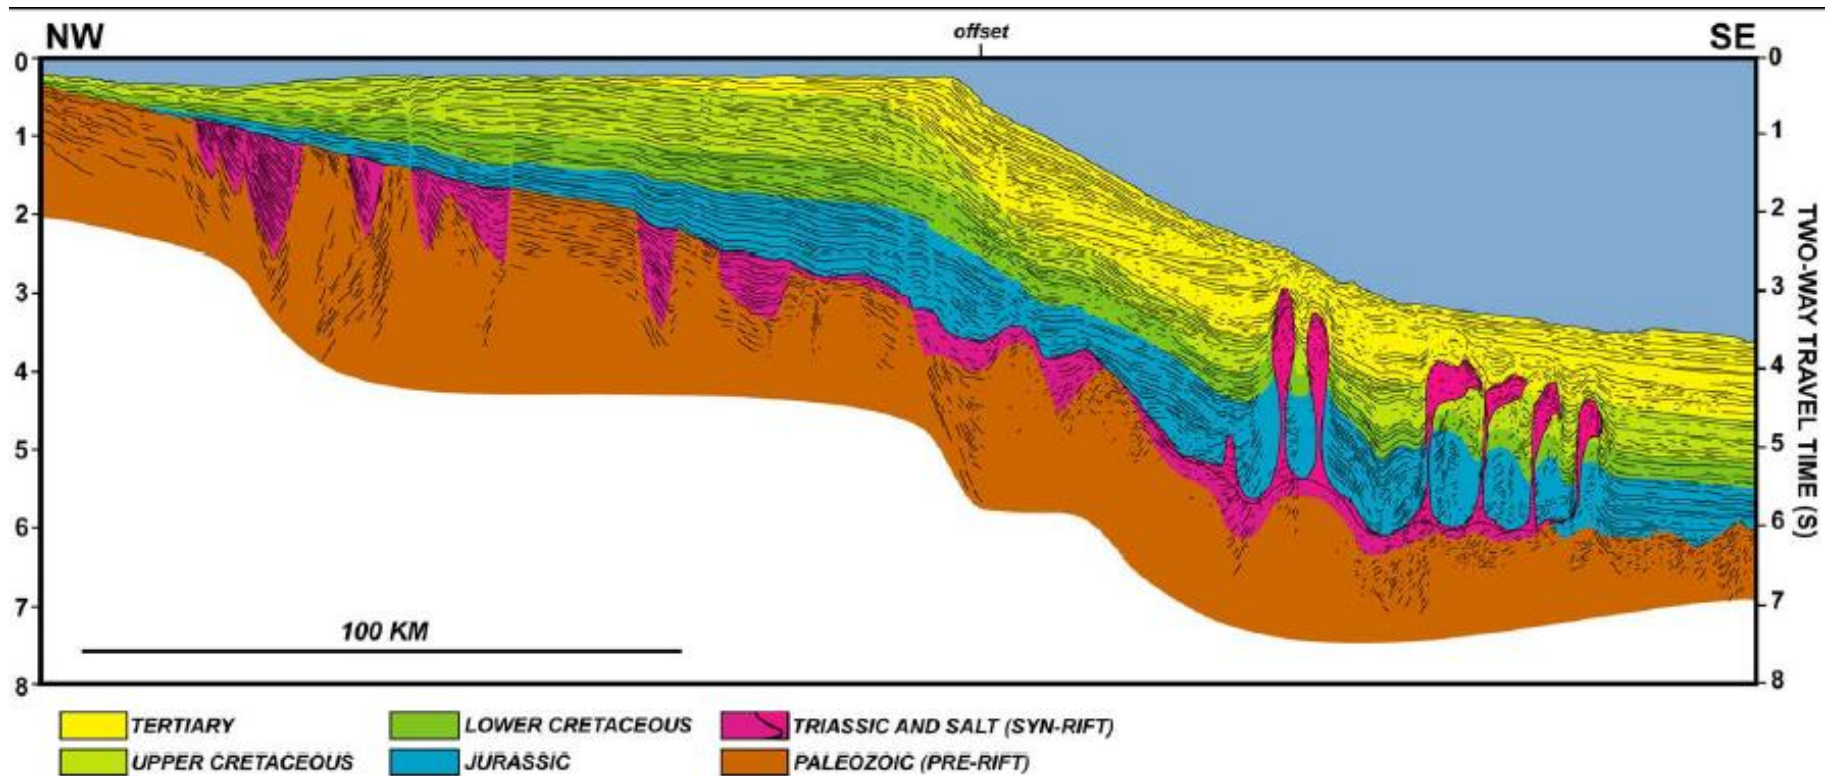 NW
offset
SE
0
1
2
3
4
5
6
7
8
0
1
2
3
4
5
6
7
8
TWO-WAY TRAVEL TIME (S)
100 KM
TERTIARY
LOWER CRETACEOUS
TRIASSIC AND SALT (SYN-RIFT)
UPPER CRETACEOUS
JURASSIC
PALEOZOIC (PRE-RIFT)